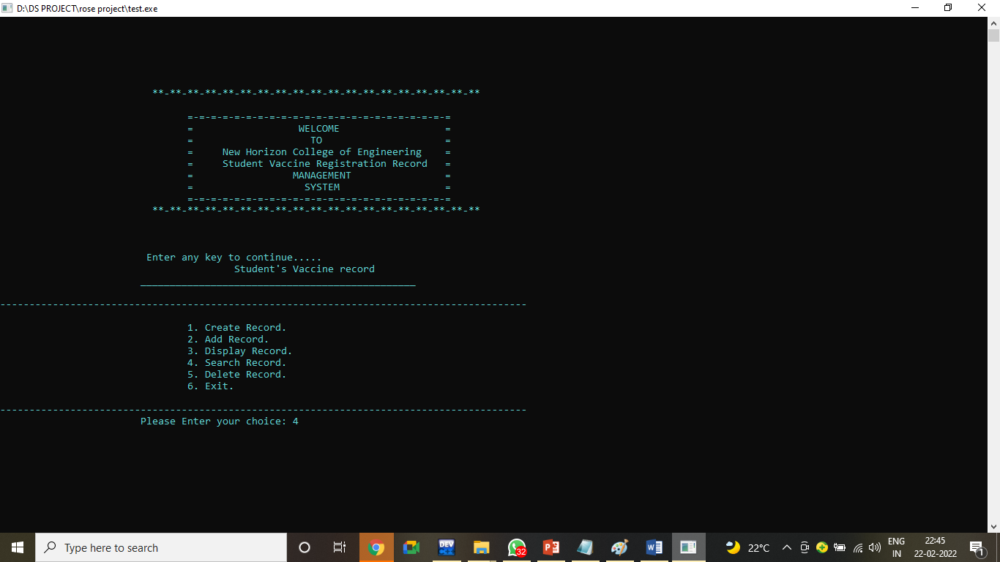 D:\DS PROJECT\rose project\test.exe
**-**-**-**-**-**-**-**-**-**-**-**-**-**-**-**-**-**-**
=-=-=-=-=-=-=-=-=-=-=-=-=-=-=-=-=-=-=-=-=-=-=
= WELCOME =
= TO =
= New Horizon College of Engineering =
= Student Vaccine Registration Record =
= MANAGEMENT =
= SYSTEM =
=-=-=-=-=-=-=-=-=-=-=-=-=-=-=-=-=-=-=-=-=-=-=
**-**-**-**-**-**-**-**-**-**-**-**-**-**-**-**-**-**-**
Enter any key to continue.....
Student's Vaccine record
_______________________________________________
------------------------------------------------------------------------------------------
1. Create Record.
2. Add Record.
3. Display Record.
4. Search Record.
5. Delete Record.
6. Exit.
------------------------------------------------------------------------------------------
Please Enter your choice: 4
Type here to search
DEV
32
22°C
ENG
IN
22:45
22-02-2022
1